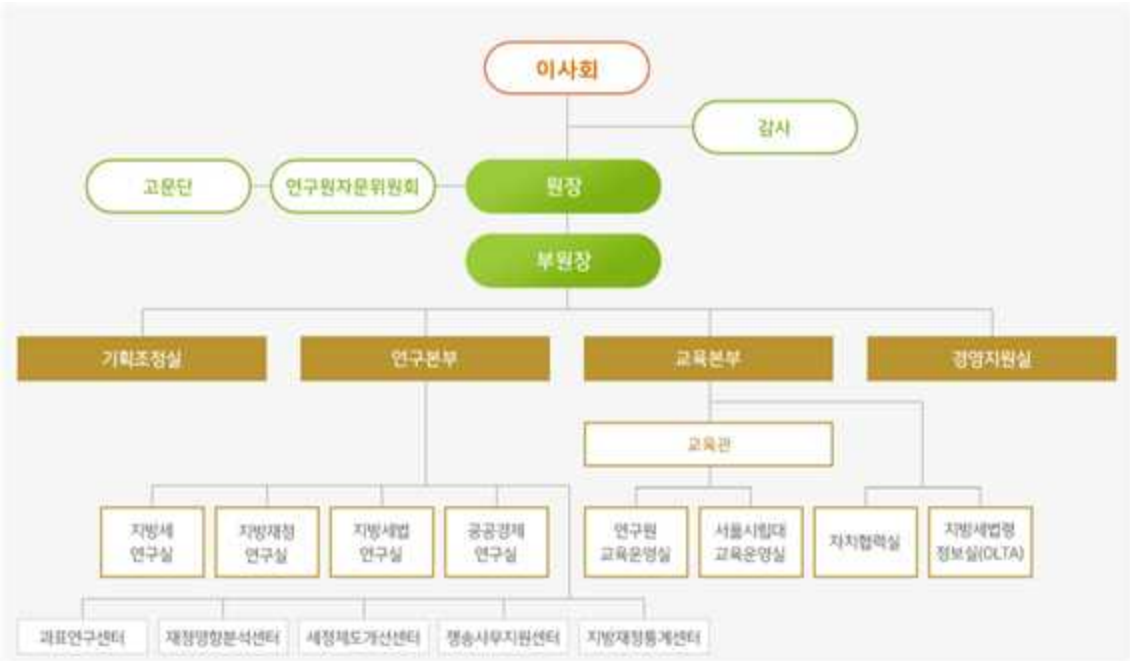 이사회
감사
고문단
연구원자문위원회
원장
부원장
기획조정실
연구본부
교육본부
경영지원실
교육관
지방세
연구실
지방재정
연구실
지방세법
연구실
공공경제
연구실
연구원
교육운영실
서울시립대
교육운영실
자치협력실
지방세법령
정보실(OLTA)
과표연구센터
재정영향분석센터
세정제도개선센터
쟁송사무지원센터
지방재정통계센터